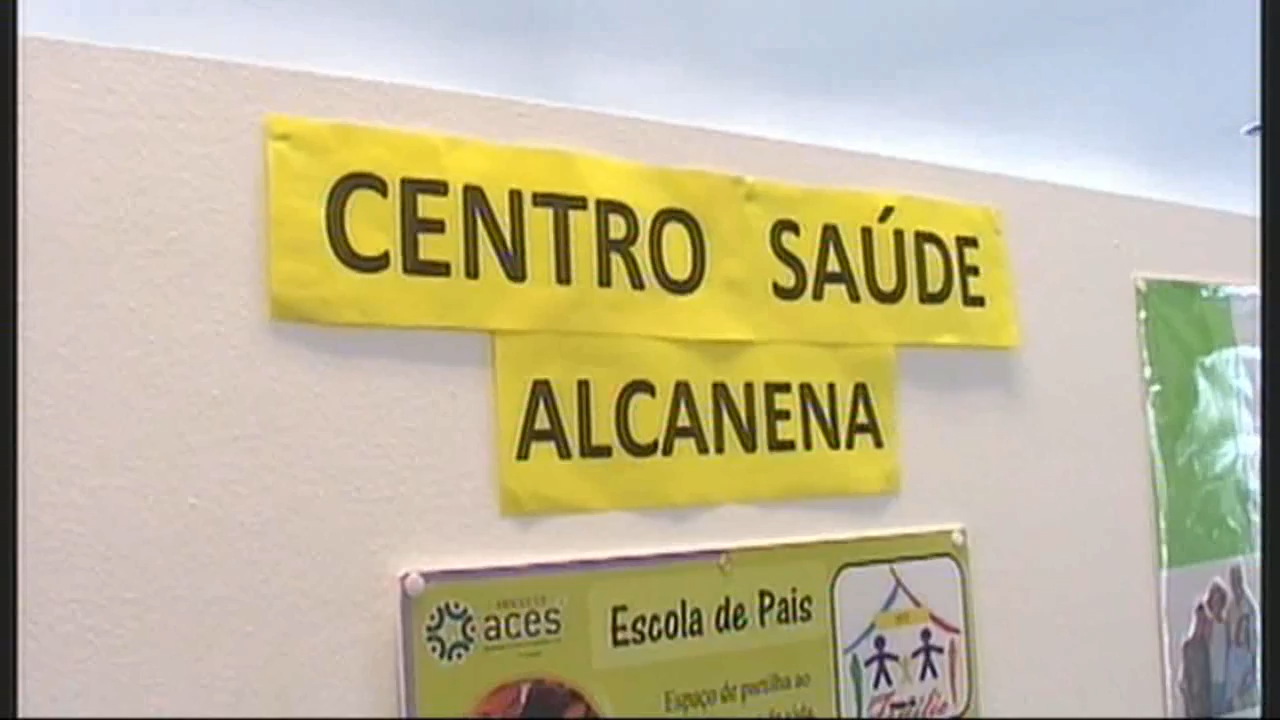 CENTRO SAÚDE
ALCANENA
aces
Escola de Pais
Espaço de partilha ao